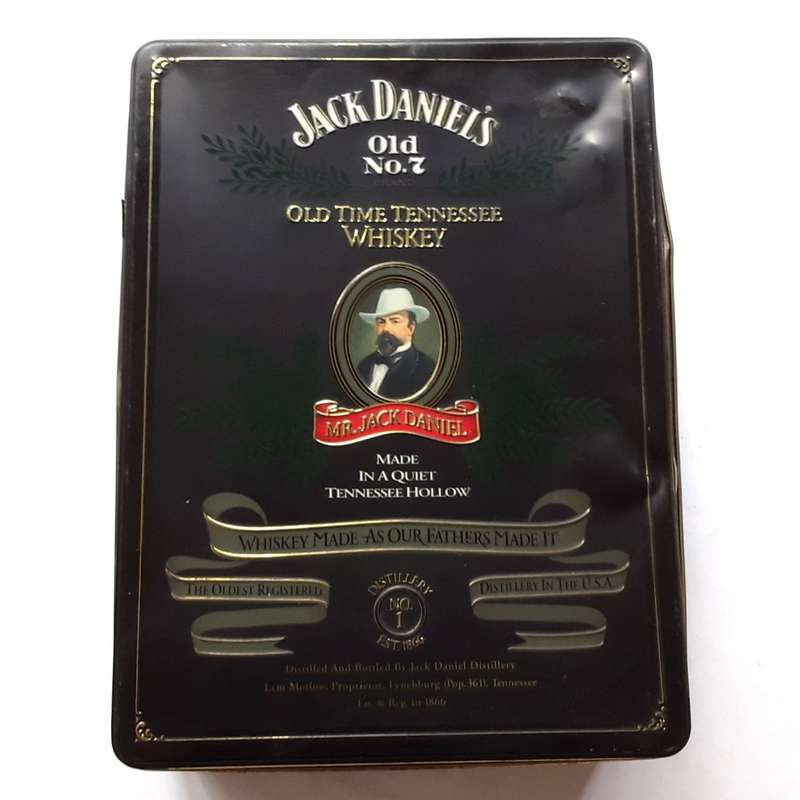 JACK DANIEL'S
Old
No.7
BRAND
OLD TIME TENNESSEE
WHISKEY
MR. JACK DANIEL
MADE
IN A QUIET
TENNESSEE HOLLOW
WHISKEY MADE AS OUR FATHERS MADE IT
THE OLDEST REGISTERED
DISTILLERY IN THE U.S.A.
DISTILLERY
NO.
1
EST. 1866
Distilled And Bottled By Jack Daniel Distillery
Lem Motlow, Proprietor, Lynchburg (Pop.361), Tennessee
Est. & Reg. In 1866